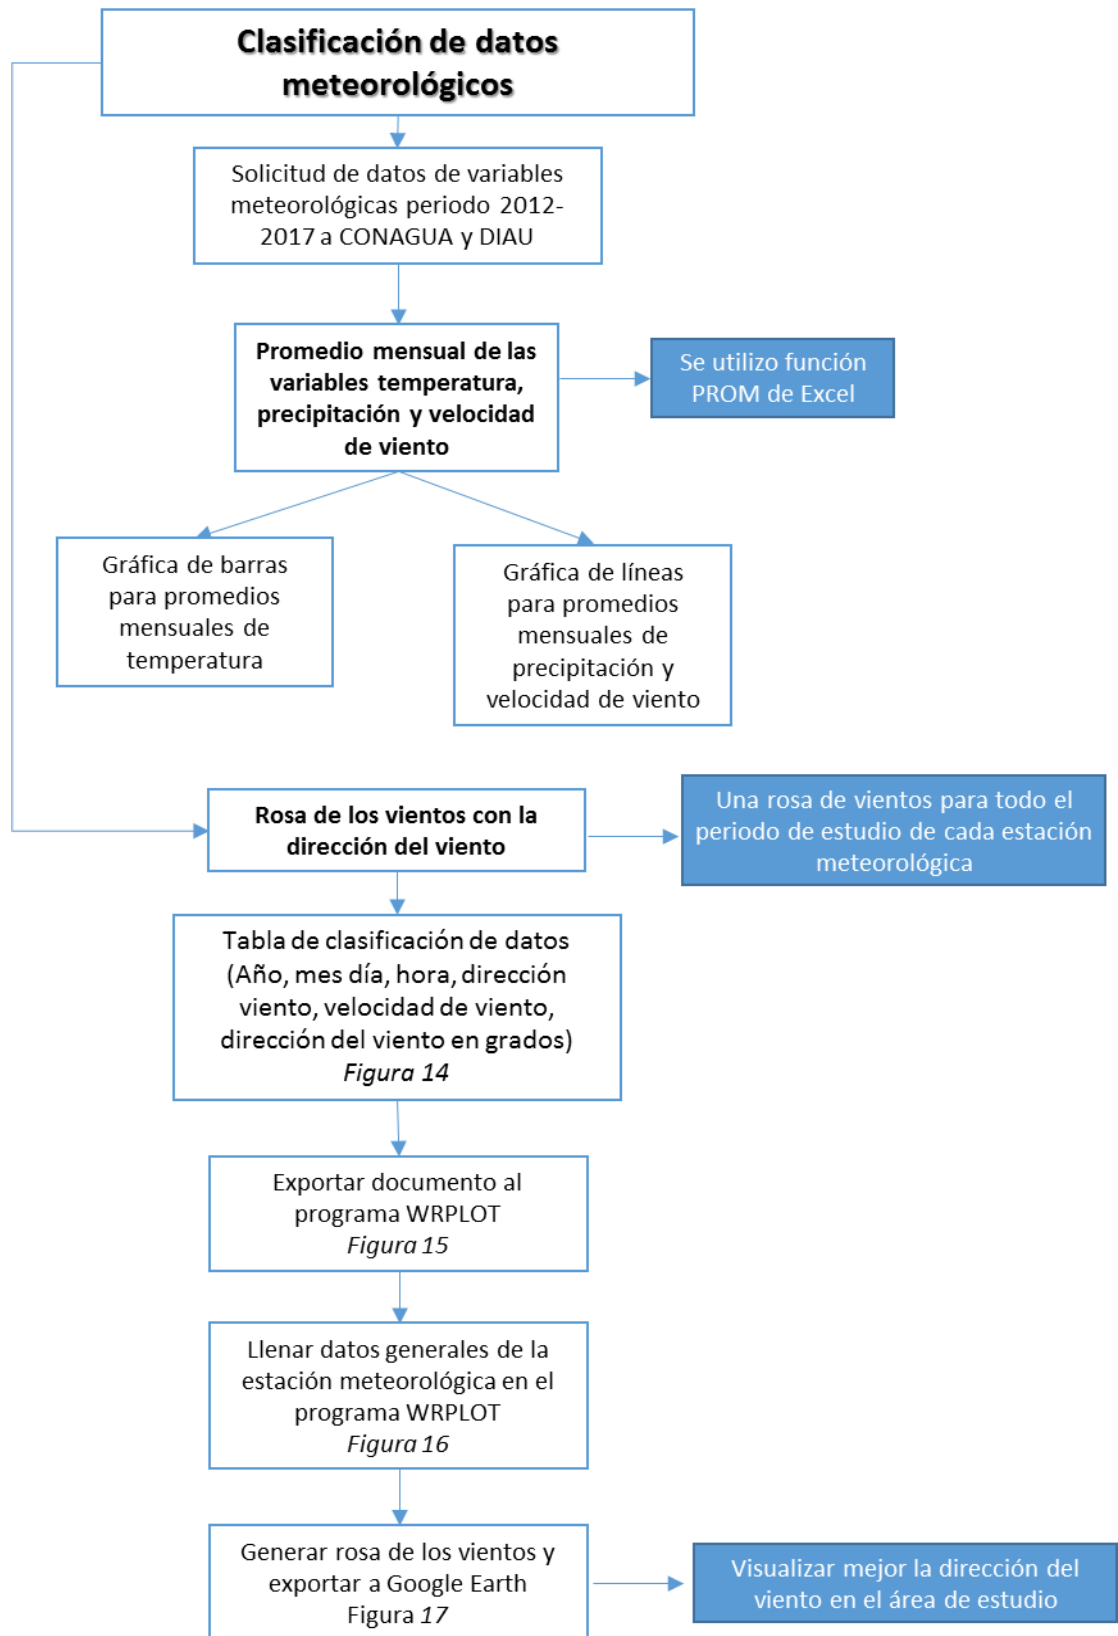 Clasificación de datos
meteorológicos
Solicitud de datos de variables
meteorológicas periodo 2012-
2017 a CONAGUA y DIAU
Promedio mensual de las
variables temperatura,
precipitación y velocidad
de viento
Se utilizo función
PROM de Excel
Gráfica de barras
para promedios
mensuales de
temperatura
Gráfica de líneas
para promedios
mensuales de
precipitación y
velocidad de viento
Rosa de los vientos con la
dirección del viento
Una rosa de vientos para todo el
periodo de estudio de cada estación
meteorológica
Tabla de clasificación de datos
(Año, mes día, hora, dirección
viento, velocidad de viento,
dirección del viento en grados)
Figura 14
Exportar documento al
programa WRPLOT
Figura 15
Llenar datos generales de la
estación meteorológica en el
programa WRPLOT
Figura 16
Generar rosa de los vientos y
exportar a Google Earth
Figura 17
Visualizar mejor la dirección del
viento en el área de estudio